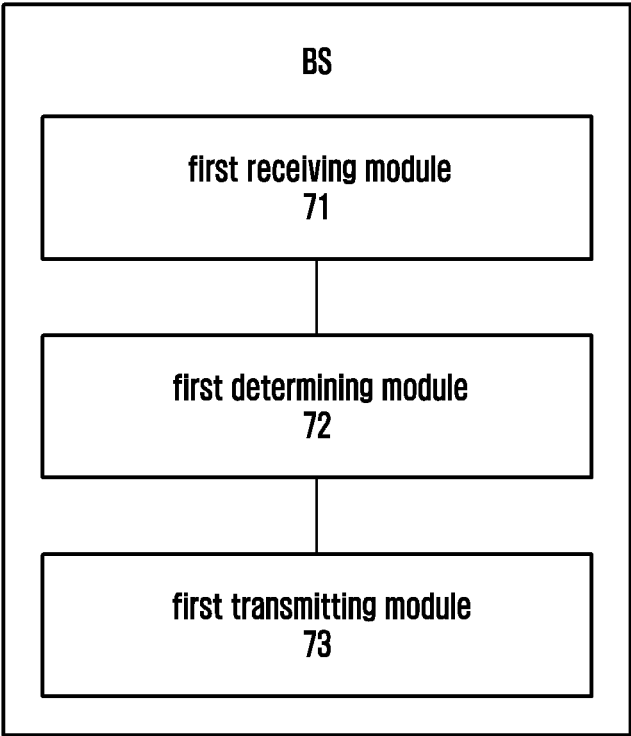 BS
first receiving module
71
first determining module
72
first transmitting module
73